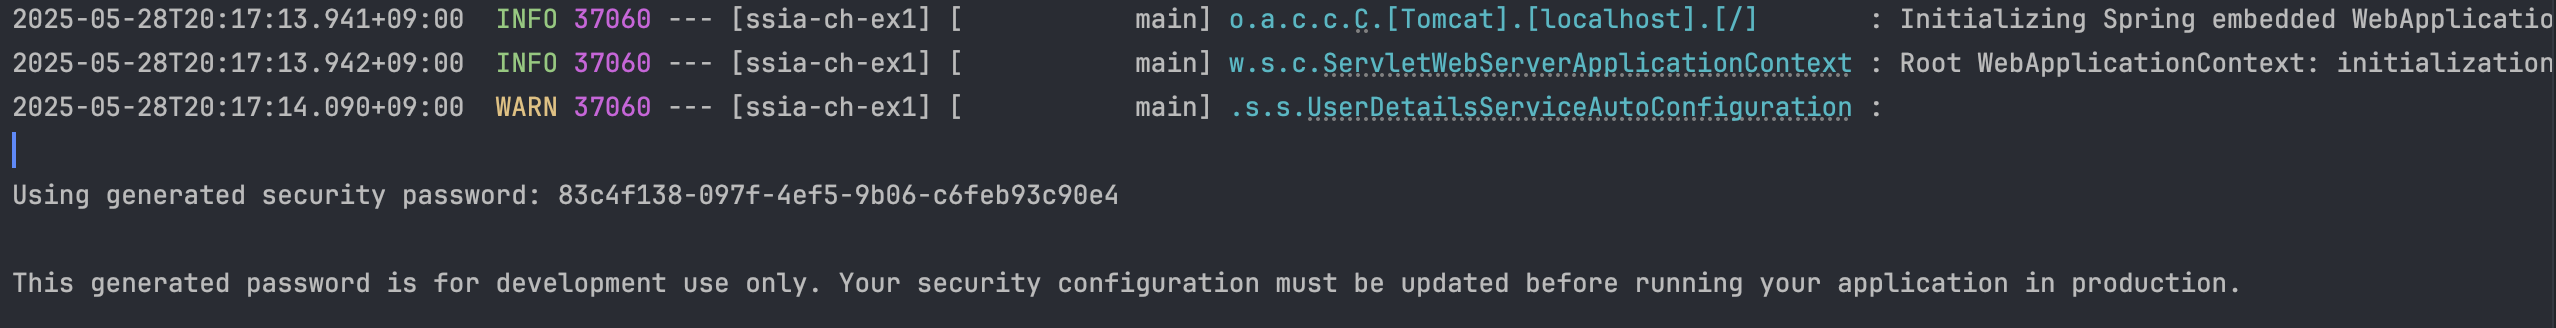 2025-05-28T20:17:13.941+09:00  INFO 37060 --- [ssia-ch-ex1] [           main] o.a.c.c.C.[Tomcat].[localhost].[/]       : Initializing Spring embedded WebApplicatio
2025-05-28T20:17:13.942+09:00  INFO 37060 --- [ssia-ch-ex1] [           main] w.s.c.ServletWebServerApplicationContext : Root WebApplicationContext: initialization
2025-05-28T20:17:14.090+09:00  WARN 37060 --- [ssia-ch-ex1] [           main] .s.s.UserDetailsServiceAutoConfiguration :
Using generated security password: 83c4f138-097f-4ef5-9b06-c6feb93c90e4
This generated password is for development use only. Your security configuration must be updated before running your application in production.